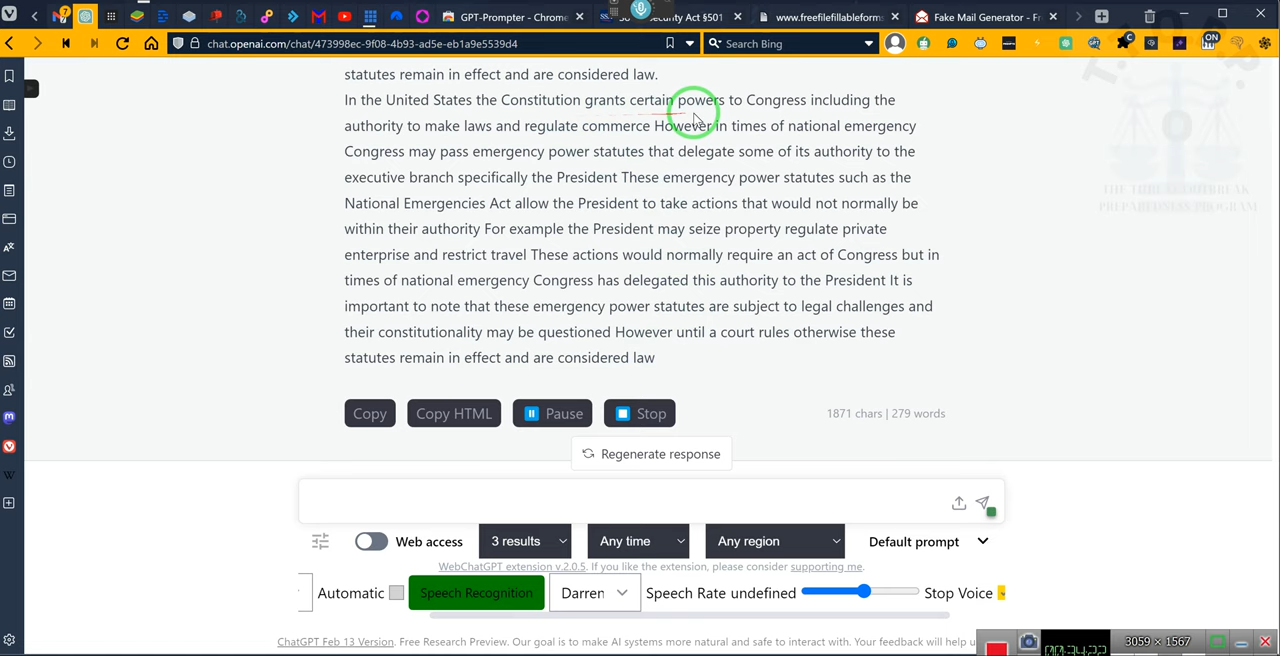 GPT-Prompter - Chrome
Security Act §501
www.freefilefillableforms
Fake Mail Generator - Fr
chat.openai.com/chat/473998ec-9f08-4b93-ad5e-eb1a9e5539d4
Search Bing
ON
statutes remain in effect and are considered law.
In the United States the Constitution grants certain powers to Congress including the
authority to make laws and regulate commerce However in times of national emergency
Congress may pass emergency power statutes that delegate some of its authority to the
executive branch specifically the President These emergency power statutes such as the
National Emergencies Act allow the President to take actions that would not normally be
within their authority For example the President may seize property regulate private
enterprise and restrict travel These actions would normally require an act of Congress but in
times of national emergency Congress has delegated this authority to the President It is
important to note that these emergency power statutes are subject to legal challenges and
their constitutionality may be questioned However until a court rules otherwise these
statutes remain in effect and are considered law
THE THREAT OUTBREAK
PREPAREDNESS PROGRAM
Copy
Copy HTML
Pause
Stop
1871 chars | 279 words
Regenerate response
Web access
3 results
Any time
Any region
Default prompt
WebChatGPT extension v.2.0.5. If you like the extension, please consider supporting me.
Automatic
Speech Recognition
Darren
Speech Rate undefined
Stop Voice
ChatGPT Feb 13 Version. Free Research Preview. Our goal is to make AI systems more natural and safe to interact with. Your feedback will help u
3059 × 1567